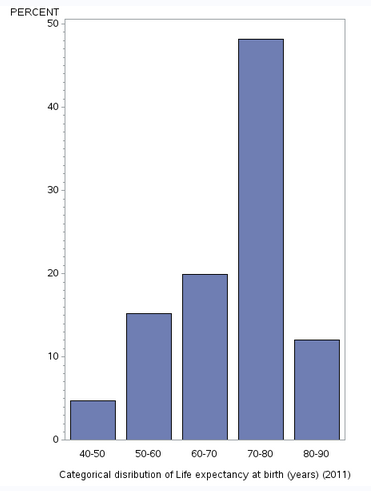 PERCENT
50
40
30
20
10
0
40-50 50-60 60-70 70-80 80-90
Categorical disribution of Life expectancy at birth (years) (2011)